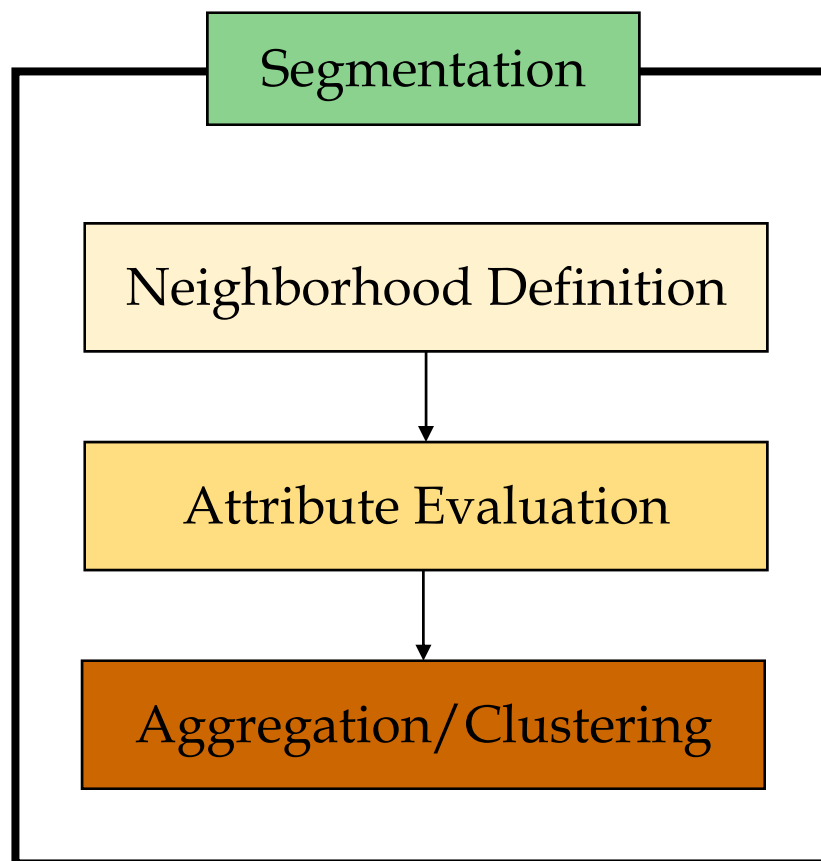 Segmentation
Neighborhood Definition
Attribute Evaluation
Aggregation/Clustering